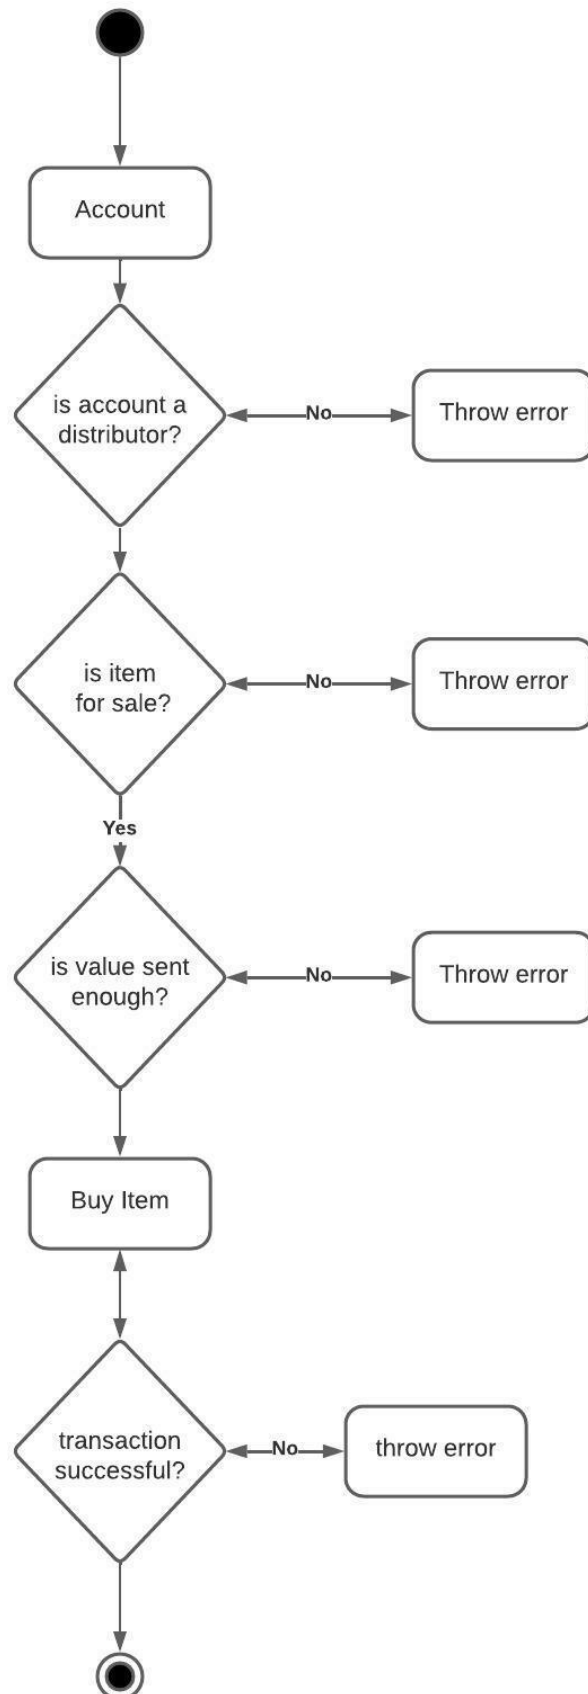 Account
is account a
distributor?
No
Throw error
is item
for sale?
No
Throw error
Yes
is value sent
enough?
No
Throw error
Buy Item
transaction
successful?
No
throw error